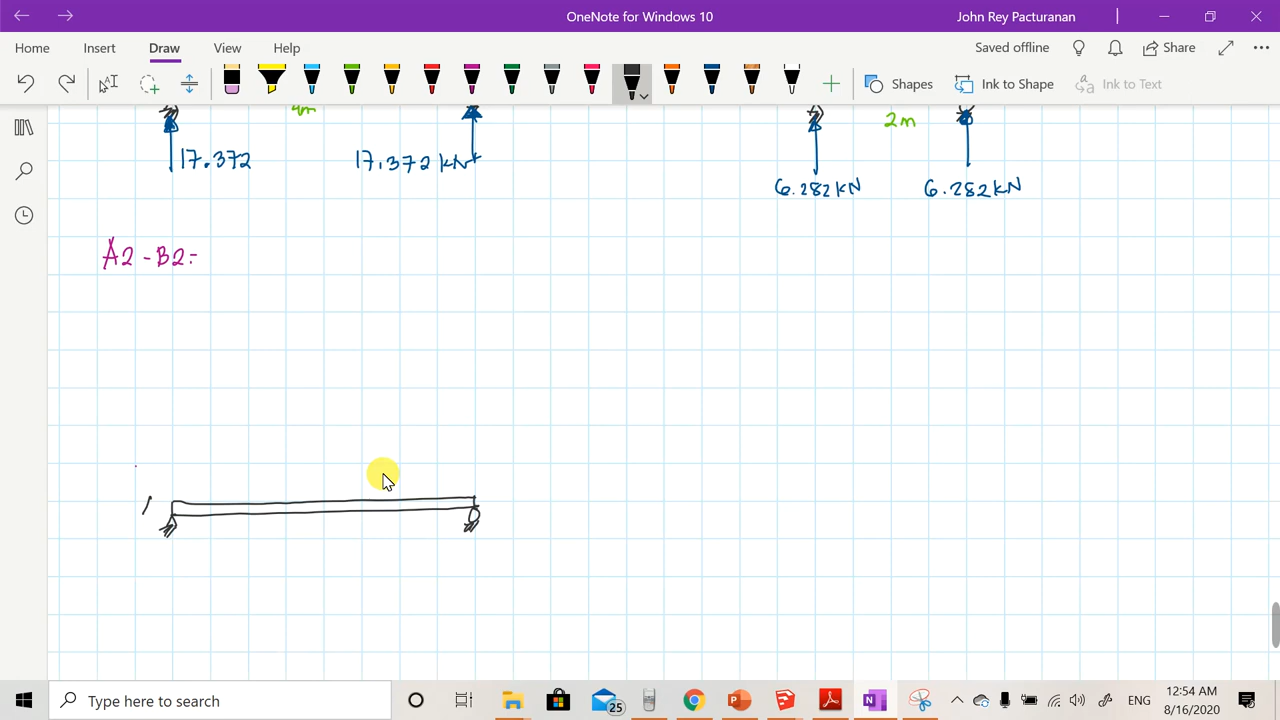 OneNote for Windows 10
John Rey Pacturanan
Home Insert Draw View Help
Saved offline
Share
Shapes
Ink to Shape
Ink to Text
4m
17.372
17.372 kN
2m
6.282 kN
6.282 kN
A2 - B2 =
Type here to search
25
ENG
12:54 AM
8/16/2020